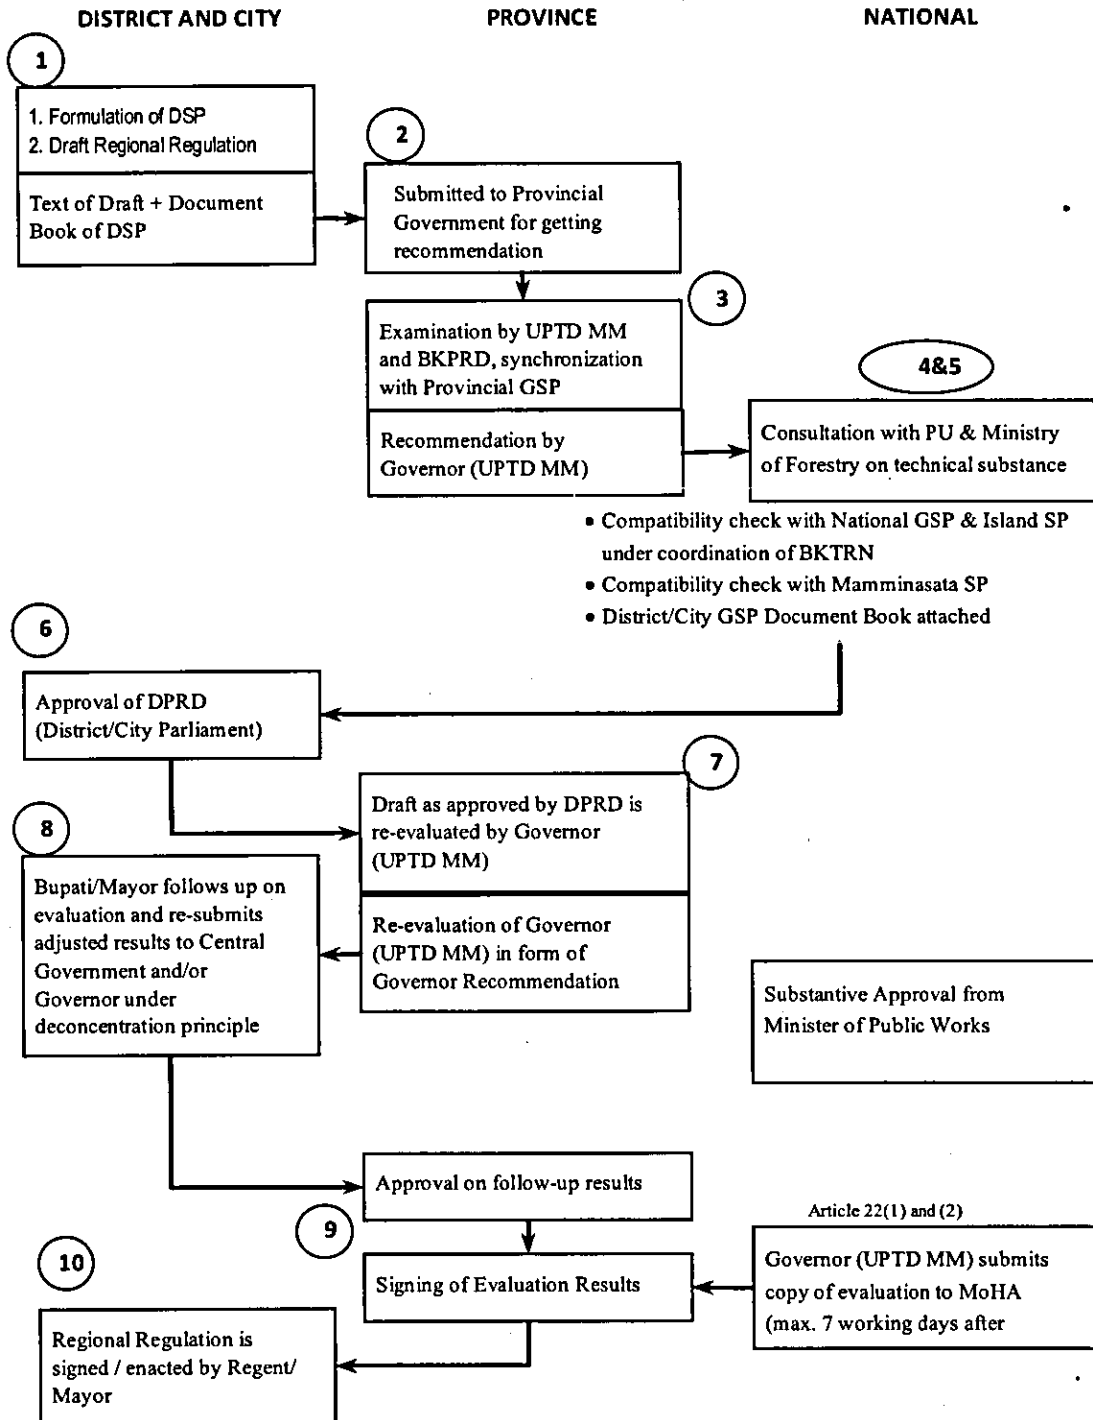 DISTRICT AND CITY
PROVINCE
NATIONAL
1
1. Formulation of DSP
2. Draft Regional Regulation
Text of Draft + Document
Book of DSP
2
Submitted to Provincial
Government for getting
recommendation
3
Examination by UPTD MM
and BKPRD, synchronization
with Provincial GSP
Recommendation by
Governor (UPTD MM)
4&5
Consultation with PU & Ministry
of Forestry on technical substance
• Compatibility check with National GSP & Island SP
under coordination of BKTRN
• Compatibility check with Mamminasata SP
• District/City GSP Document Book attached
6
Approval of DPRD
(District/City Parliament)
7
Draft as approved by DPRD is
re-evaluated by Governor
(UPTD MM)
Re-evaluation of Governor
(UPTD MM) in form of
Governor Recommendation
8
Bupati/Mayor follows up on
evaluation and re-submits
adjusted results to Central
Government and/or
Governor under
deconcentration principle
Substantive Approval from
Minister of Public Works
Approval on follow-up results
9
Signing of Evaluation Results
Article 22(1) and (2)
Governor (UPTD MM) submits
copy of evaluation to MoHA
(max. 7 working days after
10
Regional Regulation is
signed / enacted by Regent/
Mayor